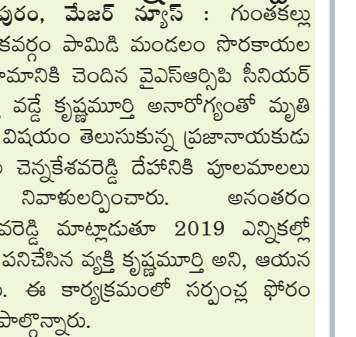 పురం, మేజర్ న్యూస్ : గుంతకల్లు
కవర్గం పామిడి మండలం సొరకాయల
మానికి చెందిన వైఎస్ఆర్సిపి సీనియర్
వడ్డే కృష్ణమూర్తి అనారోగ్యంతో మృతి
విషయం తెలుసుకున్న ప్రజానాయకుడు
చెన్నకేశవరెడ్డి దేహానికి పూలమాలలు
నివాళులర్పించారు. అనంతరం
వరెడ్డి మాట్లాడుతూ 2019 ఎన్నికల్లో
పనిచేసిన వ్యక్తి కృష్ణమూర్తి అని, ఆయన
. ఈ కార్యక్రమంలో సర్పంచ్ల ఫోరం
పాల్గొన్నారు.